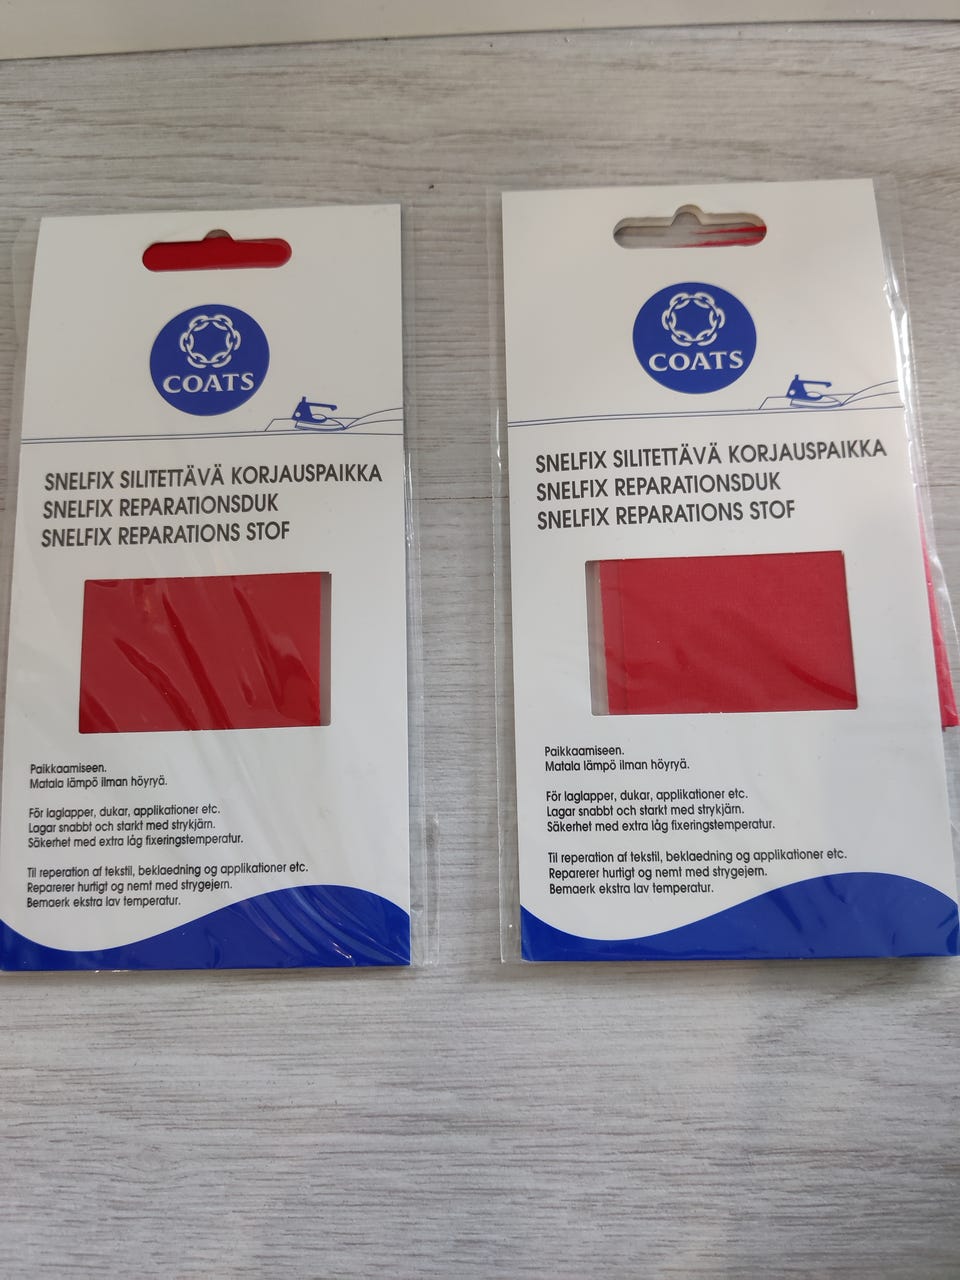 COATS
SNELFIX SILITETTÄVÄ KORJAUSPAIKKA
SNELFIX REPARATIONSDUK
SNELFIX REPARATIONS STOF
Paikkaamiseen.
Matala lämpö ilman höyryä.
För laglapper, dukar, applikationer etc.
Lagar snabbt och starkt med strykjärn.
Säkerhet med extra låg fixeringstemperatur.
Til reperation af tekstil, beklaedning og applikationer etc.
Reparerer hurtigt og nemt med strygejern.
Bemaerk ekstra lav temperatur.
COATS
SNELFIX SILITETTÄVÄ KORJAUSPAIKKA
SNELFIX REPARATIONSDUK
SNELFIX REPARATIONS STOF
Paikkaamiseen.
Matala lämpö ilman höyryä.
För laglapper, dukar, applikationer etc.
Lagar snabbt och starkt med strykjärn.
Säkerhet med extra låg fixeringstemperatur.
Til reperation af tekstil, beklaedning og applikationer etc.
Reparerer hurtigt og nemt med strygejern.
Bemaerk ekstra lav temperatur.